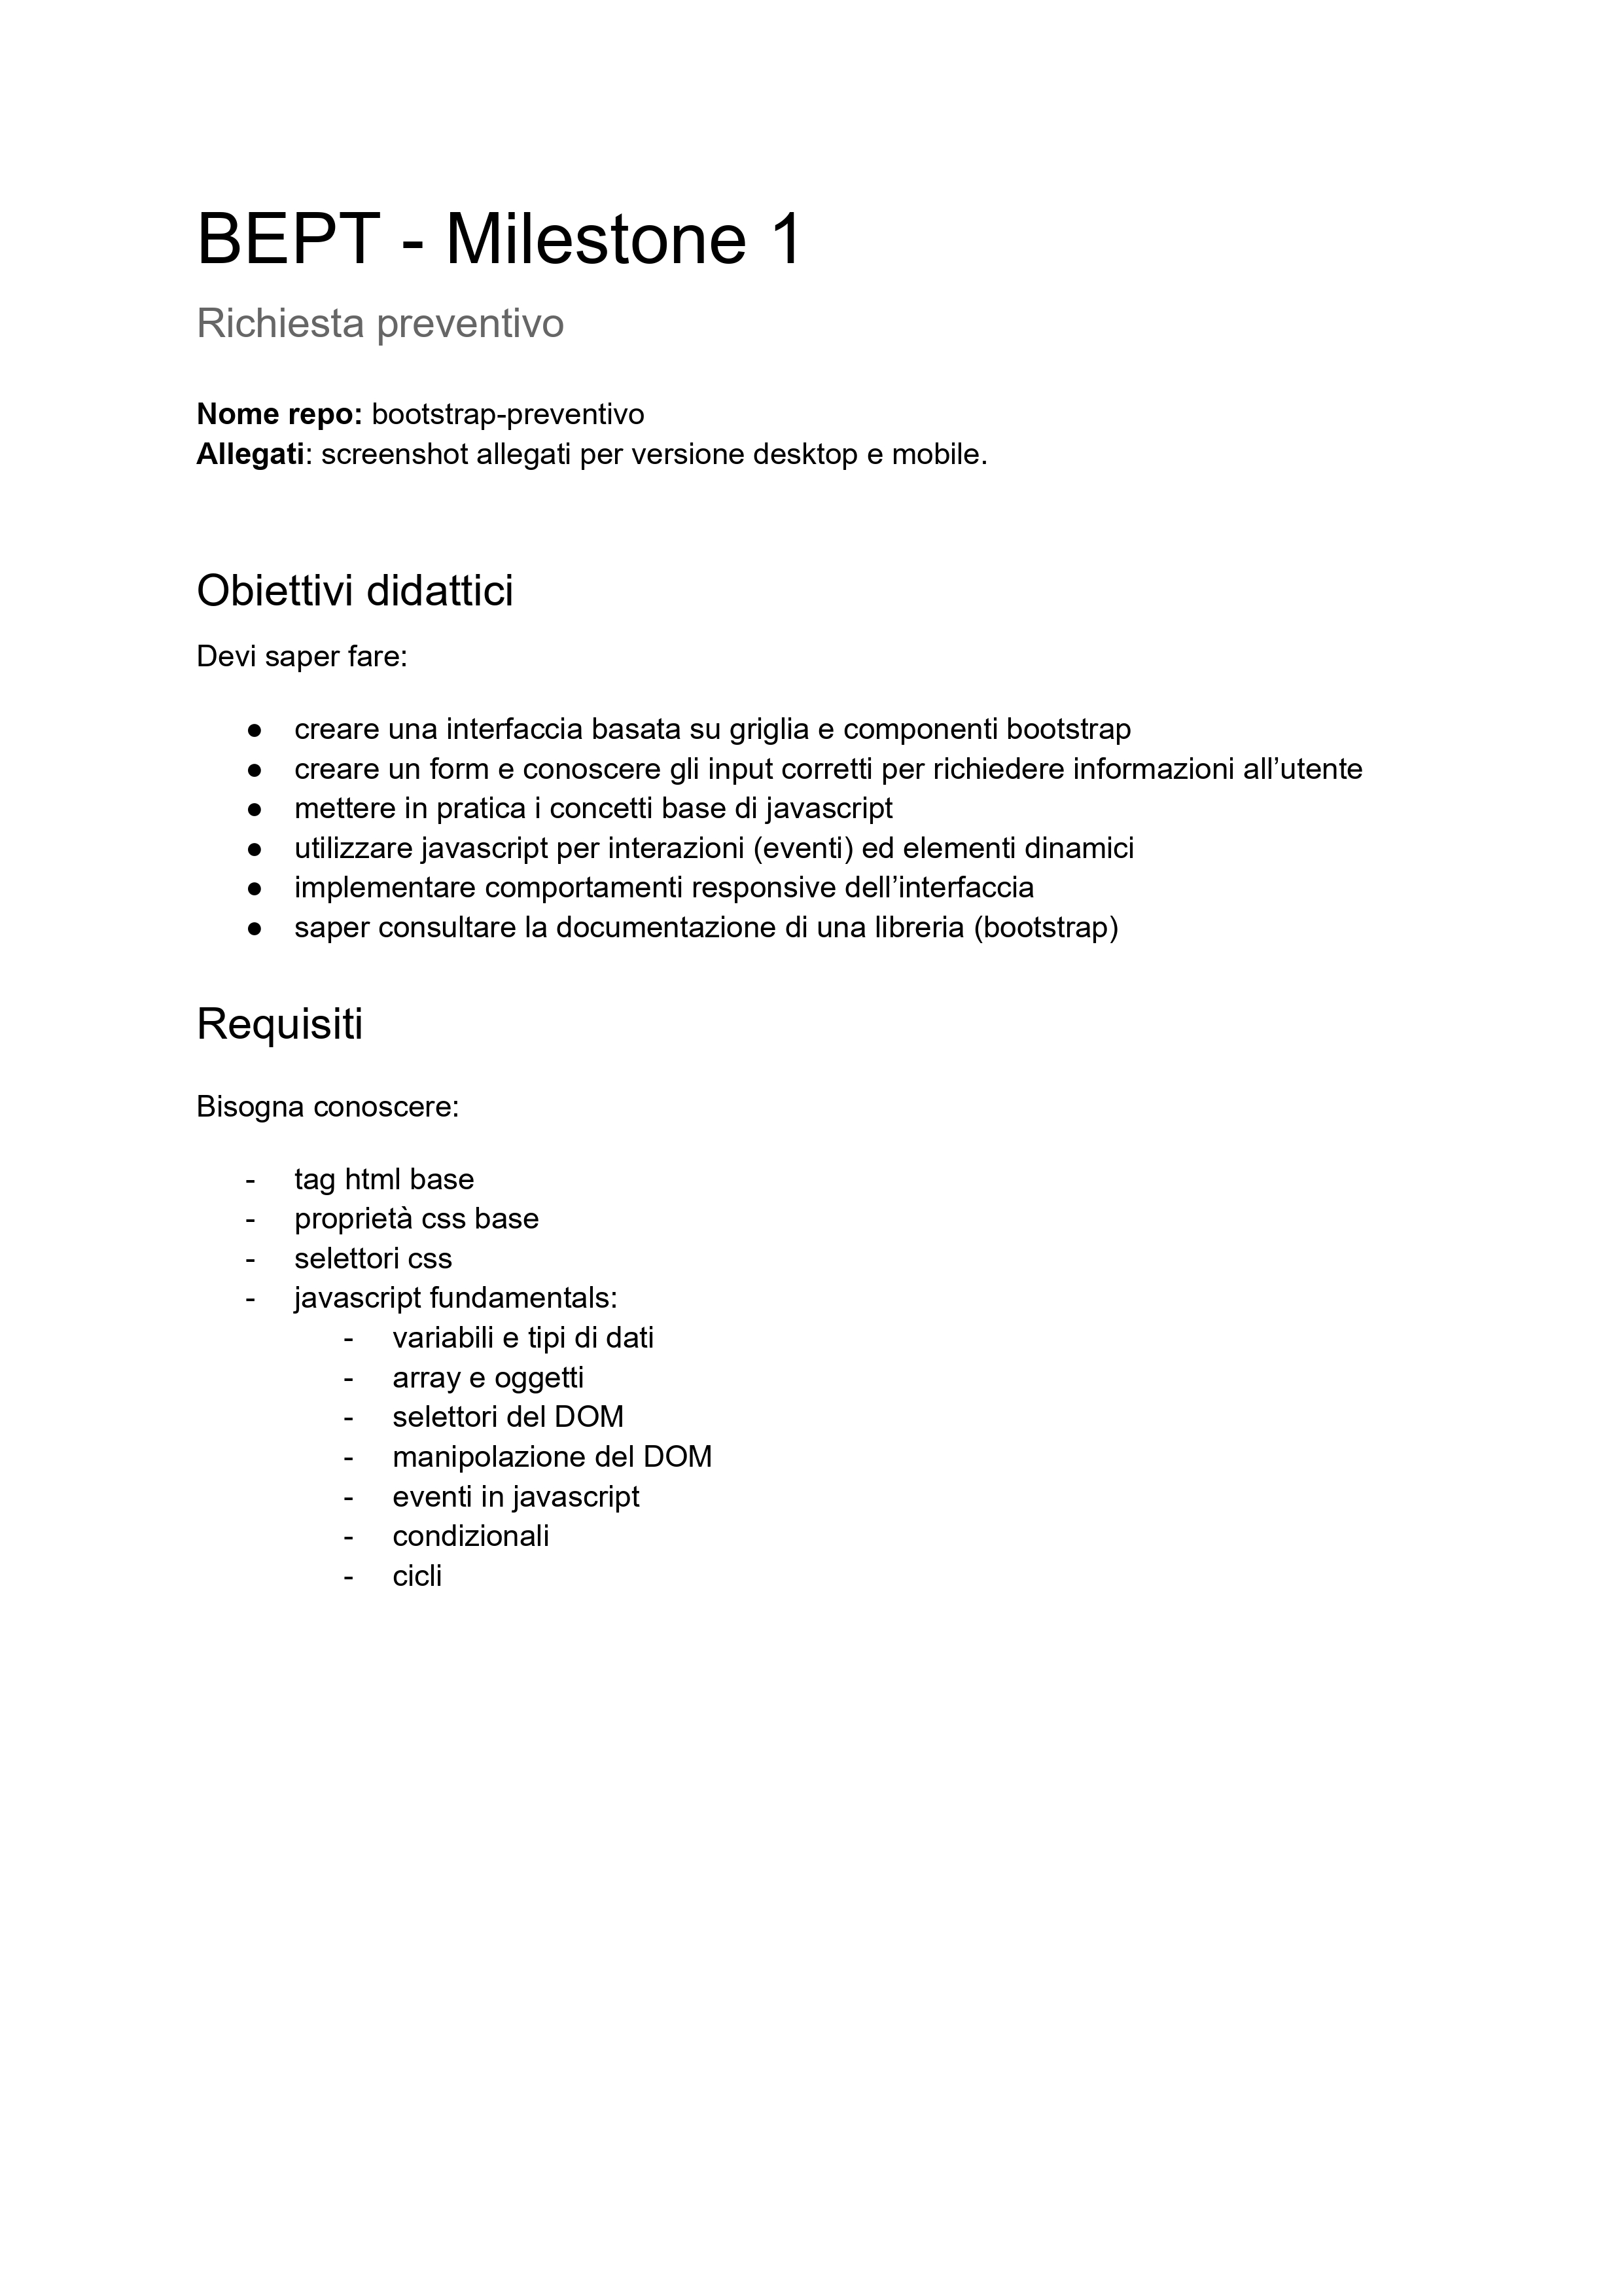 BEPT - Milestone 1
Richiesta preventivo
Nome repo: bootstrap-preventivo
Allegati: screenshot allegati per versione desktop e mobile.
Obiettivi didattici
Devi saper fare:
● creare una interfaccia basata su griglia e componenti bootstrap
● creare un form e conoscere gli input corretti per richiedere informazioni all’utente
● mettere in pratica i concetti base di javascript
● utilizzare javascript per interazioni (eventi) ed elementi dinamici
● implementare comportamenti responsive dell’interfaccia
● saper consultare la documentazione di una libreria (bootstrap)
Requisiti
Bisogna conoscere:
- tag html base
- proprietà css base
- selettori css
- javascript fundamentals:
- variabili e tipi di dati
- array e oggetti
- selettori del DOM
- manipolazione del DOM
- eventi in javascript
- condizionali
- cicli